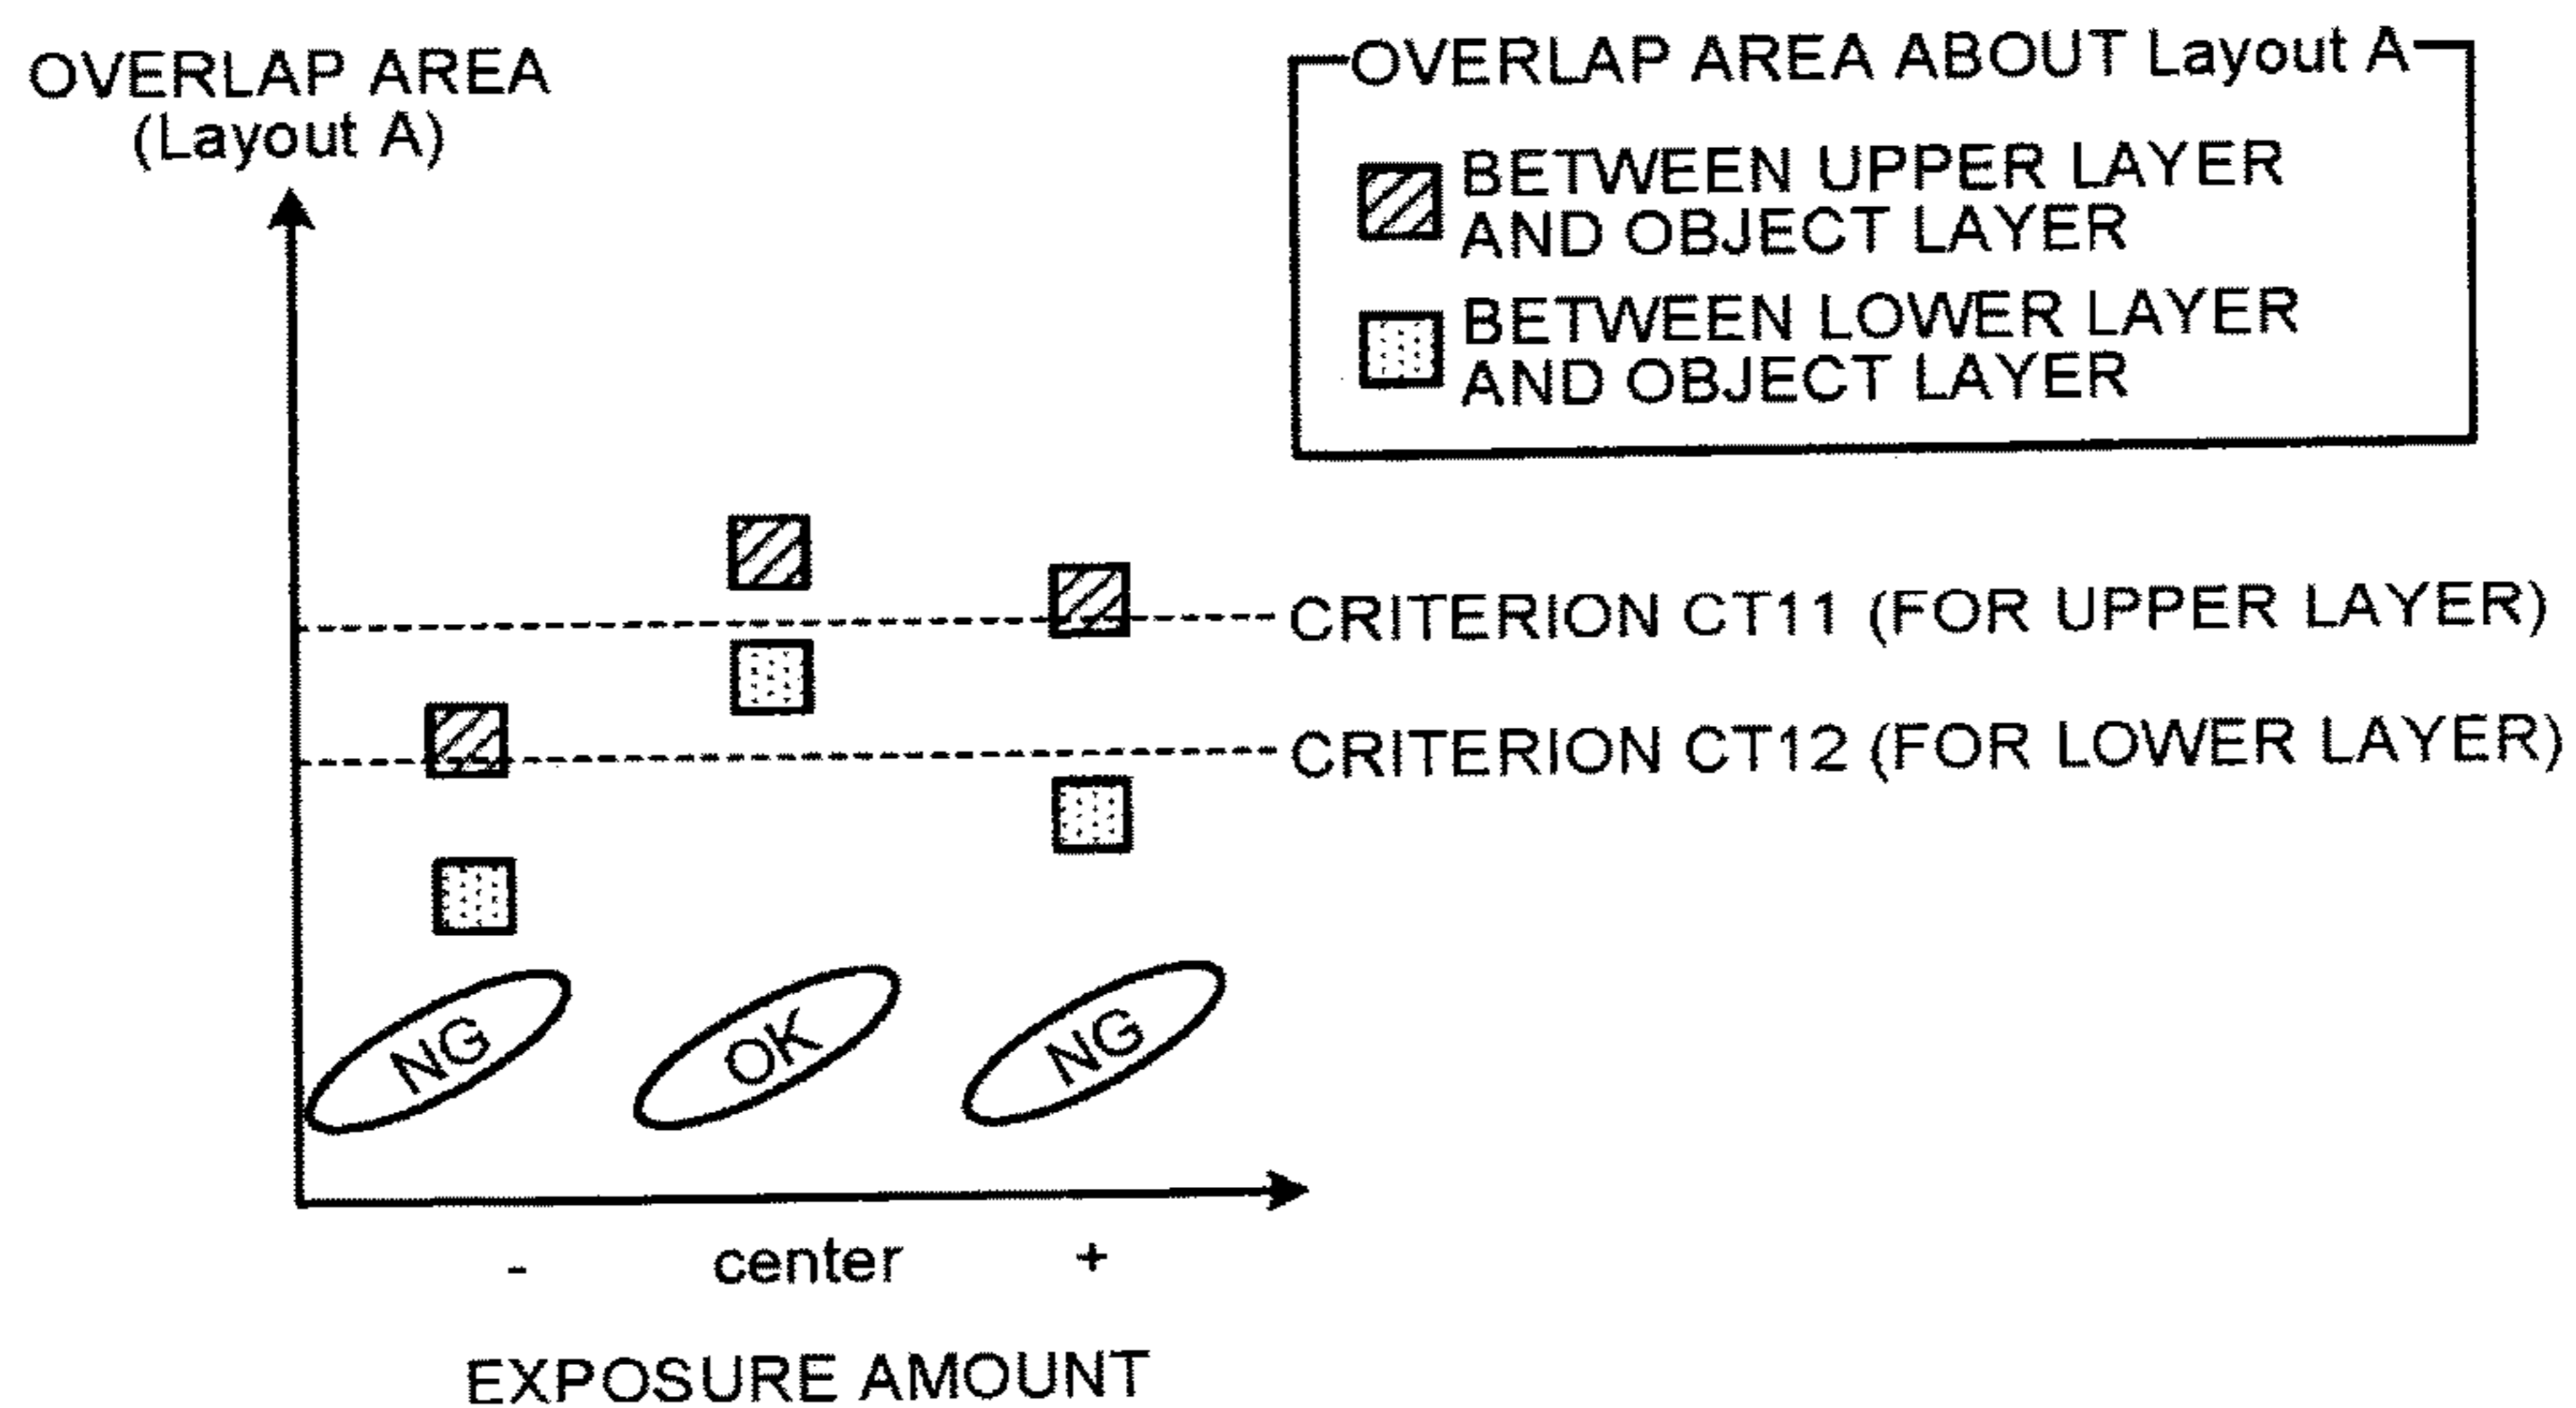 OVERLAP AREA
(Layout A)
OVERLAP AREA ABOUT Layout A
BETWEEN UPPER LAYER
AND OBJECT LAYER
BETWEEN LOWER LAYER
AND OBJECT LAYER
CRITERION CT11 (FOR UPPER LAYER)
CRITERION CT12 (FOR LOWER LAYER)
NG
OK
NG
- center +
EXPOSURE AMOUNT